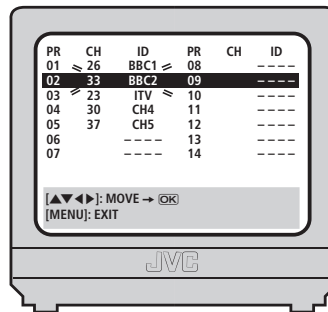 PR CH ID PR CH ID
01 26 BBC1 08 ----
02 33 BBC2 09 ----
03 23 ITV 10 ----
04 30 CH4 11 ----
05 37 CH5 12 ----
06 ---- 13 ----
07 ---- 14 ----
[▲▼◀▶]: MOVE → OK
[MENU]: EXIT
JVC